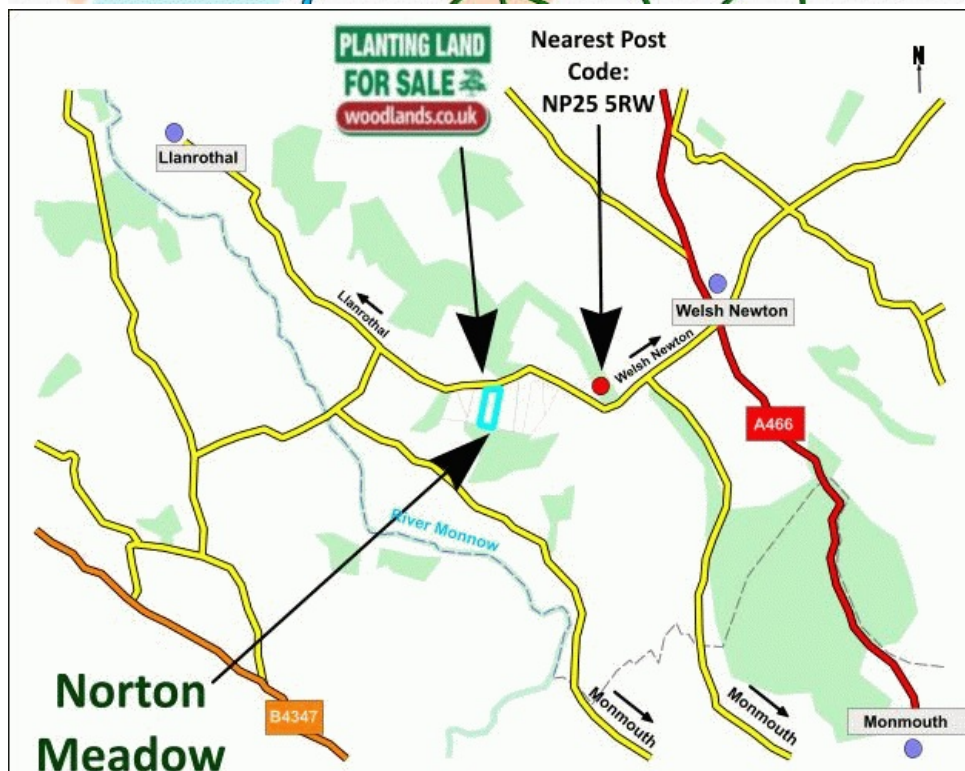 PLANTING LAND
FOR SALE
woodlands.co.uk
Nearest Post
Code:
NP25 5RW
N
Llanrothal
Llanrothal
Welsh Newton
Welsh Newton
A466
River Monnow
Norton
Meadow
B4347
Monmouth
Monmouth
Monmouth